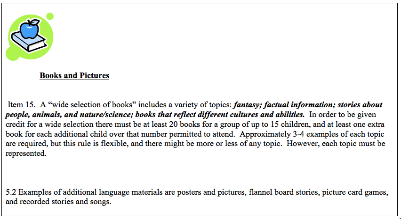 Books and Pictures
Item 15. A “wide selection of books” includes a variety of topics: fantasy; factual information; stories about
people, animals, and nature/science; books that reflect different cultures and abilities. In order to be given
credit for a wide selection there must be at least 20 books for a group of up to 15 children, and at least one extra
book for each additional child over that number permitted to attend. Approximately 3-4 examples of each topic
are required, but this rule is flexible, and there might be more or less of any topic. However, each topic must be
represented.
5.2 Examples of additional language materials are posters and pictures, flannel board stories, picture card games,
and recorded stories and songs.